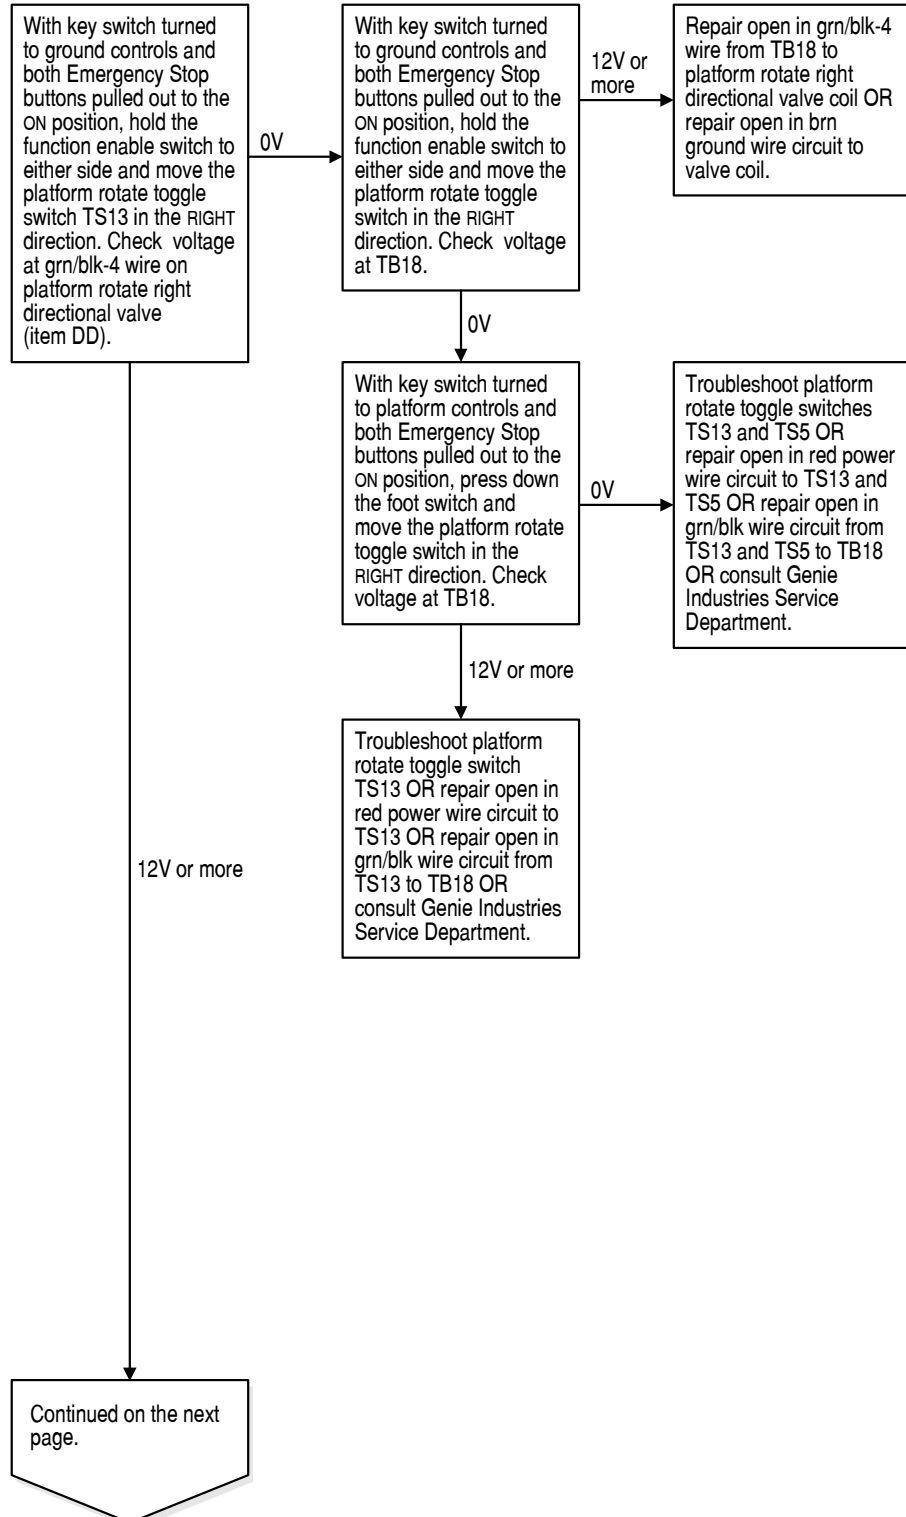 With key switch turned
to ground controls and
both Emergency Stop
buttons pulled out to the
ON position, hold the
function enable switch to
either side and move the
platform rotate toggle
switch TS13 in the RIGHT
direction. Check voltage
at grn/blk-4 wire on
platform rotate right
directional valve
(item DD).
0V
With key switch turned
to ground controls and
both Emergency Stop
buttons pulled out to the
ON position, hold the
function enable switch to
either side and move the
platform rotate toggle
switch in the RIGHT
direction. Check voltage
at TB18.
12V or
more
Repair open in grn/blk-4
wire from TB18 to
platform rotate right
directional valve coil OR
repair open in brn
ground wire circuit to
valve coil.
0V
With key switch turned
to platform controls and
both Emergency Stop
buttons pulled out to the
ON position, press down
the foot switch and
move the platform rotate
toggle switch in the
RIGHT direction. Check
voltage at TB18.
0V
Troubleshoot platform
rotate toggle switches
TS13 and TS5 OR
repair open in red power
wire circuit to TS13 and
TS5 OR repair open in
grn/blk wire circuit from
TS13 and TS5 to TB18
OR consult Genie
Industries Service
Department.
12V or more
Troubleshoot platform
rotate toggle switch
TS13 OR repair open in
red power wire circuit to
TS13 OR repair open in
grn/blk wire circuit from
TS13 to TB18 OR
consult Genie Industries
Service Department.
12V or more
Continued on the next
page.